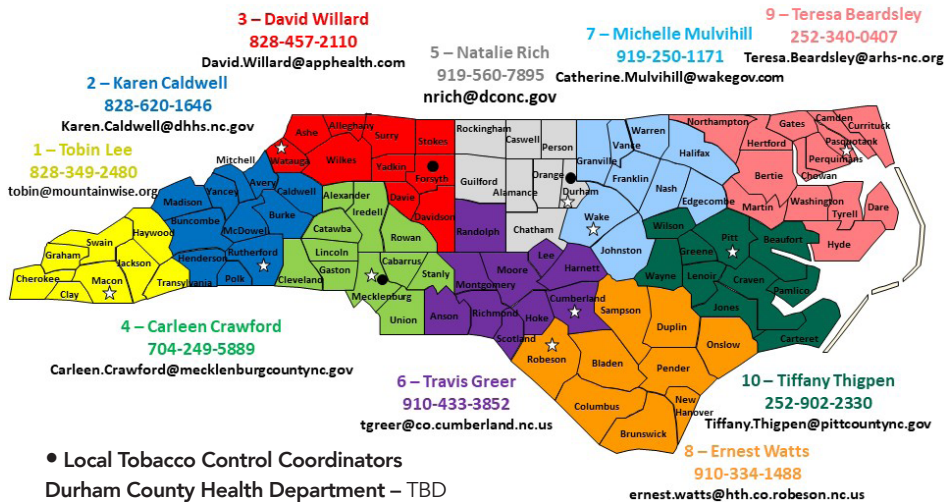 3 – David Willard
828-457-2110
David.Willard@apphealth.com
9 – Teresa Beardsley
252-340-0407
Teresa.Beardsley@arhs-nc.org
7 – Michelle Mulvihill
919-250-1171
Catherine.Mulvihill@wakegov.com
5 – Natalie Rich
919-560-7895
nrich@dconc.gov
2 – Karen Caldwell
828-620-1646
Karen.Caldwell@dhhs.nc.gov
1 – Tobin Lee
828-349-2480
tobin@mountainwise.org
Ashe
Alleghany
Surry
Stokes
Watauga
Wilkes
Yadkin
Forsyth
Davie
Davidson
Rockingham
Caswell
Person
Guilford
Alamance
Orange
Durham
Chatham
Granville
Vance
Warren
Halifax
Franklin
Nash
Edgecombe
Wake
Johnston
Northampton
Gates
Camden
Currituck
Hertford
Pasquotank
Perquimans
Chowan
Bertie
Martin
Washington
Tyrell
Dare
Hyde
Mitchell
Avery
Yancey
Caldwell
Madison
Buncombe
McDowell
Burke
Henderson
Rutherford
Polk
Haywood
Swain
Graham
Jackson
Cherokee
Macon
Clay
Transylvania
Alexander
Iredell
Catawba
Rowan
Lincoln
Cabarrus
Gaston
Stanly
Cleveland
Mecklenburg
Union
Randolph
Lee
Moore
Harnett
Montgomery
Cumberland
Anson
Richmond
Hoke
Scotland
Wilson
Pitt
Beaufort
Greene
Wayne
Lenoir
Craven
Pamlico
Jones
Carteret
Sampson
Duplin
Onslow
Robeson
Bladen
Pender
Columbus
New
Hanover
Brunswick
4 – Carleen Crawford
704-249-5889
Carleen.Crawford@mecklenburgcountync.gov
6 – Travis Greer
910-433-3852
tgreer@co.cumberland.nc.us
10 – Tiffany Thigpen
252-902-2330
Tiffany.Thigpen@pittcountync.gov
8 – Ernest Watts
910-334-1488
ernest.watts@hth.co.robeson.nc.us
• Local Tobacco Control Coordinators
Durham County Health Department – TBD